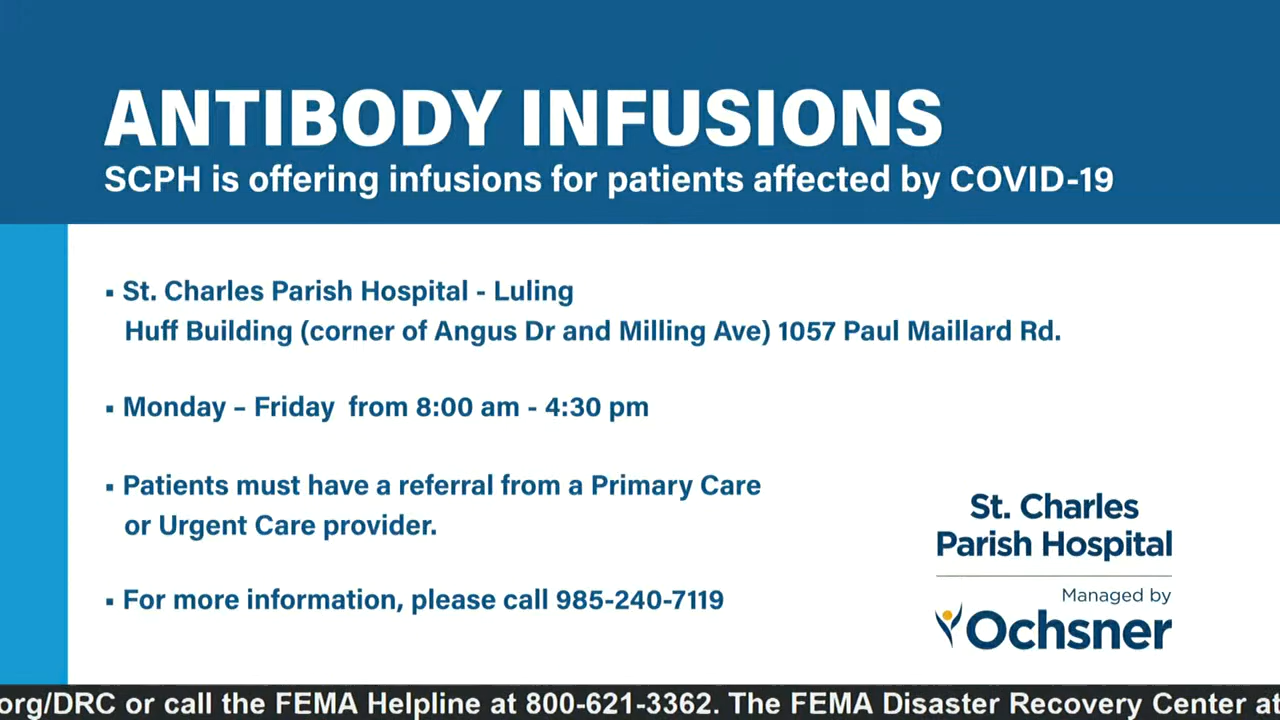 ANTIBODY INFUSIONS
SCPH is offering infusions for patients affected by COVID-19
▪ St. Charles Parish Hospital - Luling
Huff Building (corner of Angus Dr and Milling Ave) 1057 Paul Maillard Rd.
▪ Monday – Friday from 8:00 am - 4:30 pm
▪ Patients must have a referral from a Primary Care
or Urgent Care provider.
▪ For more information, please call 985-240-7119
St. Charles
Parish Hospital
Managed by
Ochsner
org/DRC or call the FEMA Helpline at 800-621-3362. The FEMA Disaster Recovery Center at